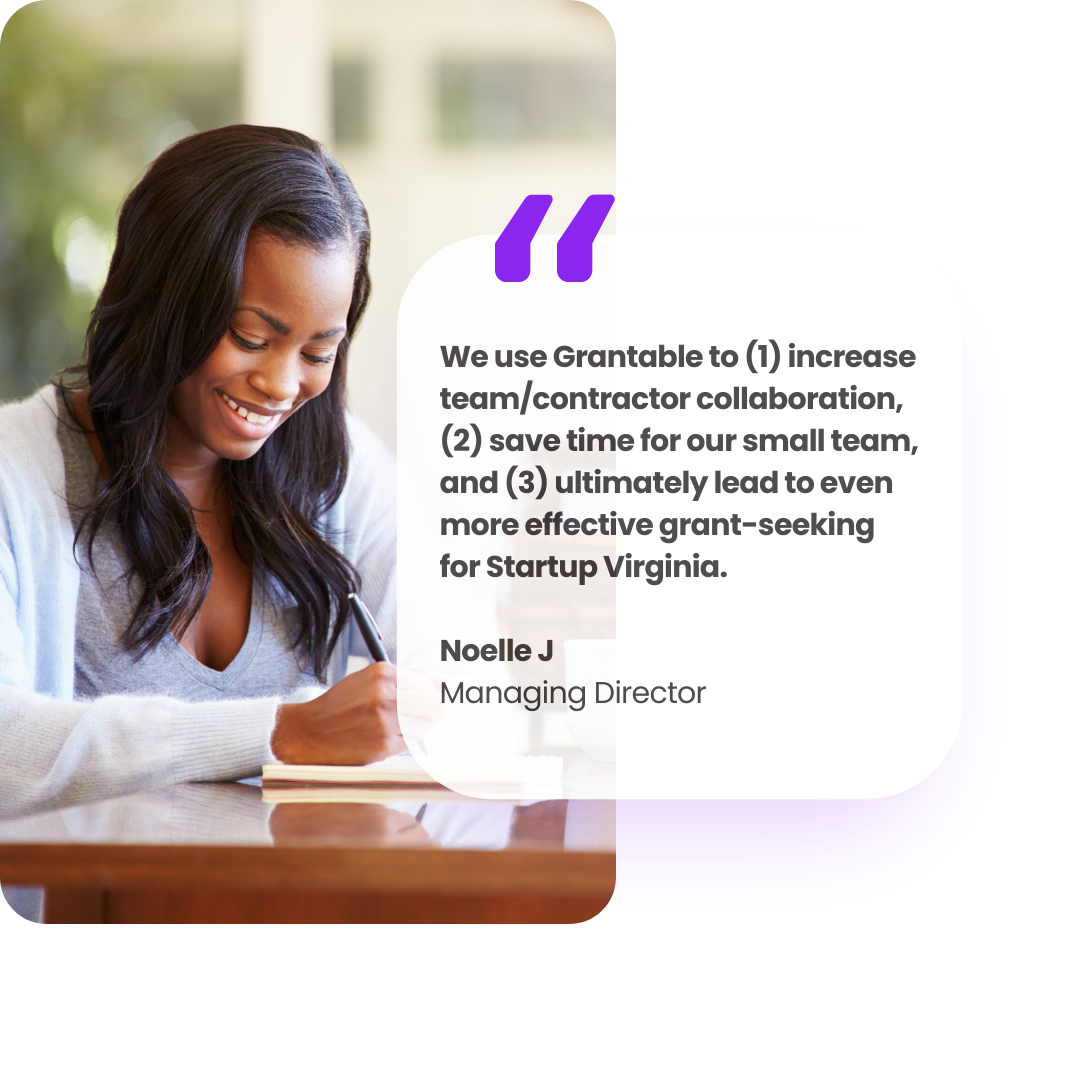 “
We use Grantable to (1) increase
team/contractor collaboration,
(2) save time for our small team,
and (3) ultimately lead to even
more effective grant-seeking
for Startup Virginia.
Noelle J
Managing Director